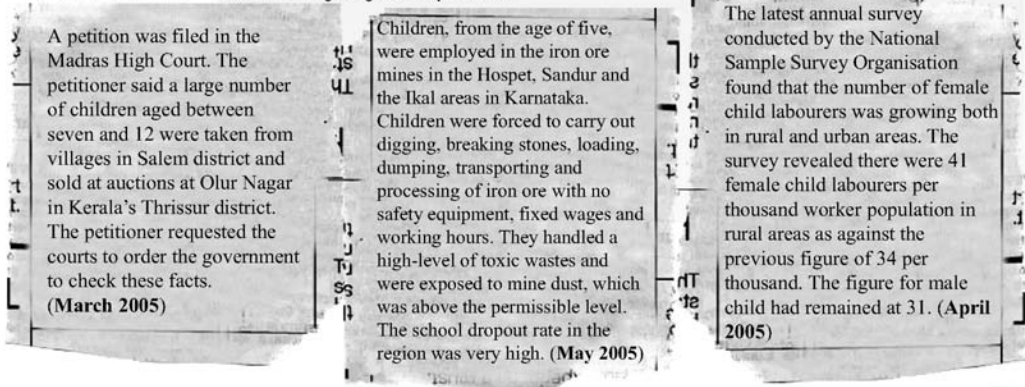 A petition was filed in the
Madras High Court. The
petitioner said a large number
of children aged between
seven and 12 were taken from
villages in Salem district and
sold at auctions at Olur Nagar
in Kerala's Thrissur district.
The petitioner requested the
courts to order the government
to check these facts.
(March 2005)
Children, from the age of five,
were employed in the iron ore
mines in the Hospet, Sandur and
the Ikal areas in Karnataka.
Children were forced to carry out
digging, breaking stones, loading,
dumping, transporting and
processing of iron ore with no
safety equipment, fixed wages and
working hours. They handled a
high-level of toxic wastes and
were exposed to mine dust, which
was above the permissible level.
The school dropout rate in the
region was very high. (May 2005)
The latest annual survey
conducted by the National
Sample Survey Organisation
found that the number of female
child labourers was growing both
in rural and urban areas. The
survey revealed there were 41
female child labourers per
thousand worker population in
rural areas as against the
previous figure of 34 per
thousand. The figure for male
child had remained at 31. (April
2005)